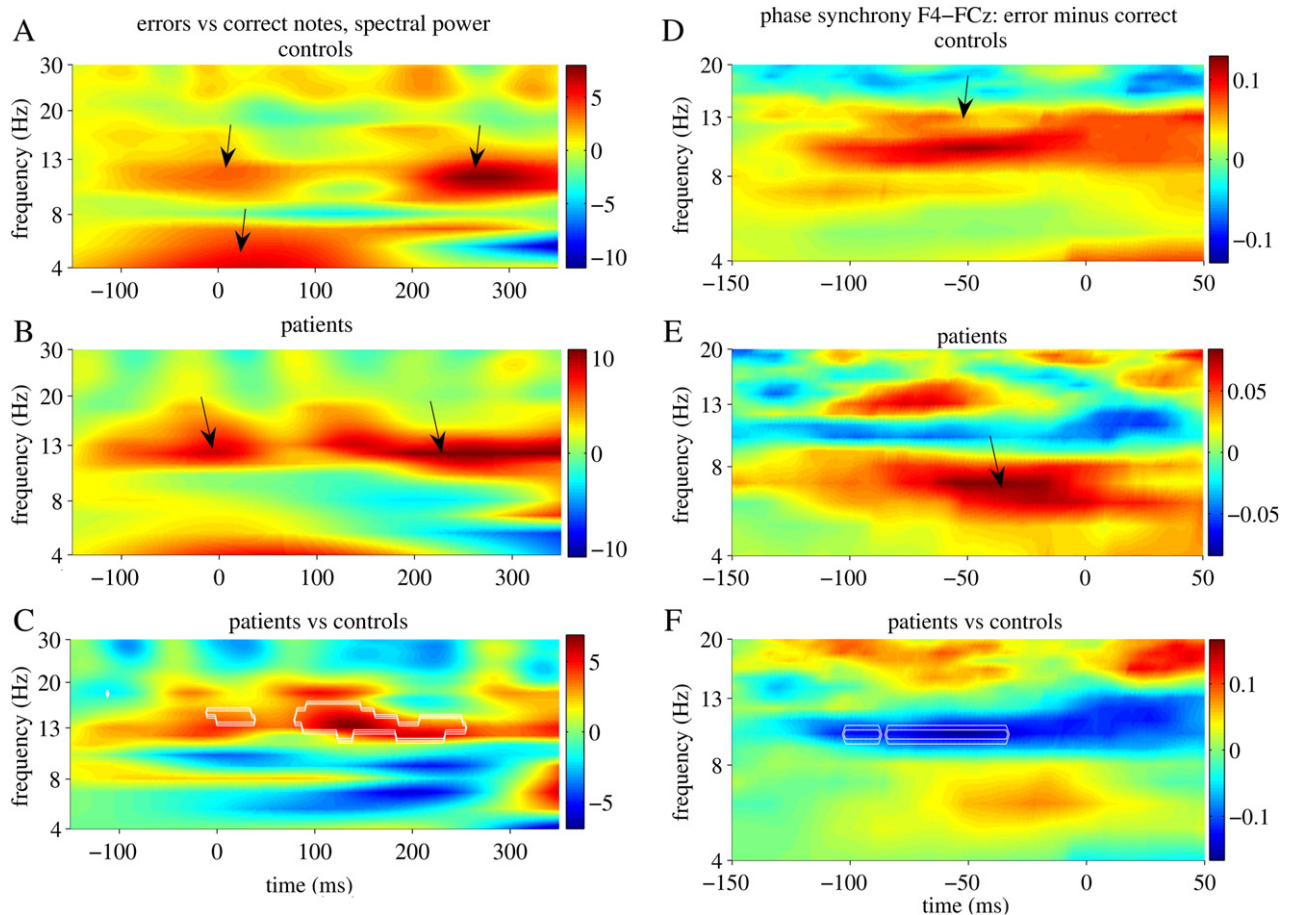 A
errors vs correct notes, spectral power
controls
frequency (Hz)
30
20
13
8
4
−100 0 100 200 300
5
0
−5
−10
B
patients
frequency (Hz)
30
20
13
8
4
−100 0 100 200 300
10
5
0
−5
−10
C
patients vs controls
frequency (Hz)
30
20
13
8
4
−100 0 100 200 300
time (ms)
5
0
−5
D
phase synchrony F4−FCz: error minus correct
controls
frequency (Hz)
20
13
8
4
−150 −100 −50 0 50
0.1
0
−0.1
E
patients
frequency (Hz)
20
13
8
4
−150 −100 −50 0 50
0.05
0
−0.05
F
patients vs controls
frequency (Hz)
20
13
8
4
−150 −100 −50 0 50
time (ms)
0.1
0
−0.1